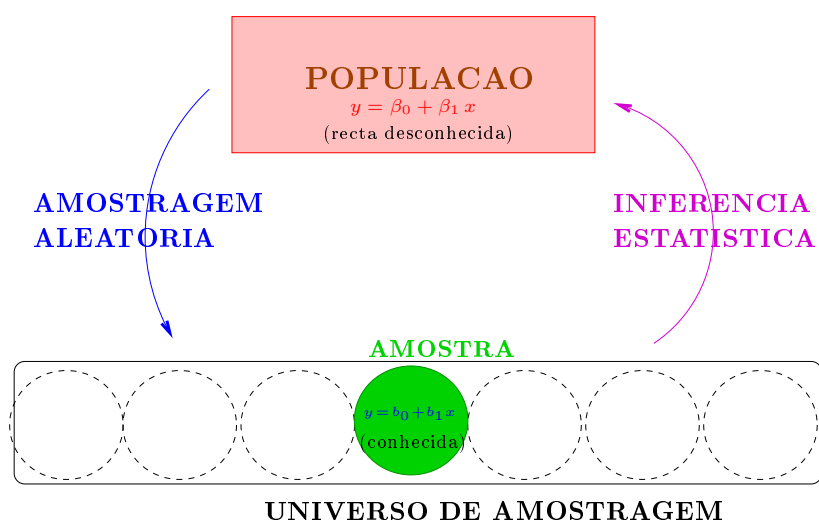 POPULACAO
y = β₀ + β₁ x
(recta desconhecida)
AMOSTRAGEM
ALEATORIA
INFERENCIA
ESTATISTICA
AMOSTRA
y = b₀ + b₁ x
(conhecida)
UNIVERSO DE AMOSTRAGEM